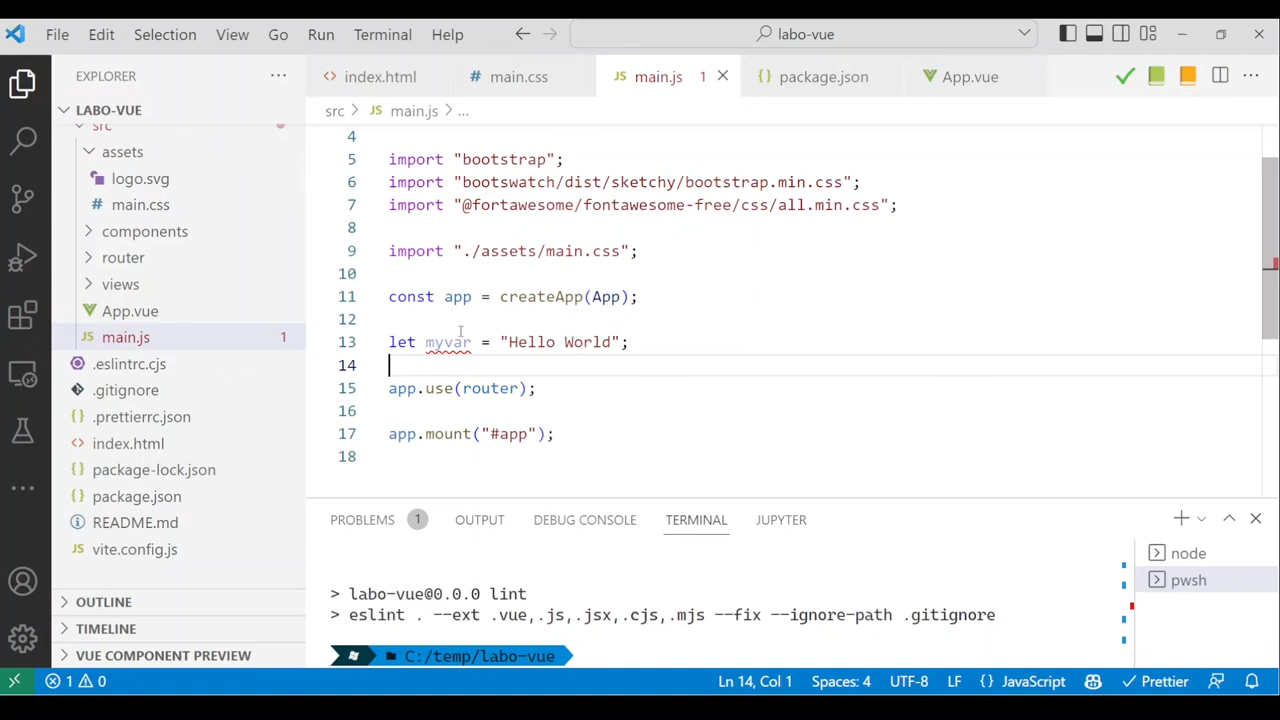 File Edit Selection View Go Run Terminal Help labo-vue
EXPLORER
index.html main.css JS main.js 1 package.json App.vue
LABO-VUE
src JS main.js ...
src
assets
logo.svg
main.css
components
router
views
App.vue
JS main.js 1
.eslintrc.cjs
.gitignore
.prettierrc.json
index.html
package-lock.json
package.json
README.md
JS vite.config.js
OUTLINE
TIMELINE
VUE COMPONENT PREVIEW
4
5 import "bootstrap";
6 import "bootswatch/dist/sketchy/bootstrap.min.css";
7 import "@fortawesome/fontawesome-free/css/all.min.css";
8
9 import "./assets/main.css";
10
11 const app = createApp(App);
12
13 let myvar = "Hello World";
14
15 app.use(router);
16
17 app.mount("#app");
18
PROBLEMS 1 OUTPUT DEBUG CONSOLE TERMINAL JUPYTER
> labo-vue@0.0.0 lint
> eslint . --ext .vue,.js,.jsx,.cjs,.mjs --fix --ignore-path .gitignore
C:/temp/labo-vue
node
pwsh
1 0 Ln 14, Col 1 Spaces: 4 UTF-8 LF {} JavaScript Prettier